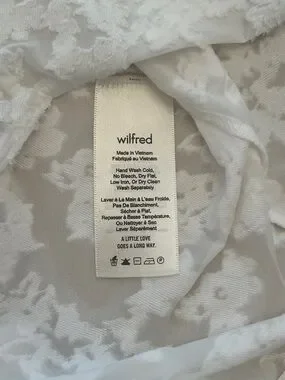 wilfred
Made in Vietnam
Fabriqué au Vietnam
Hand Wash Cold,
No Bleach, Dry Flat,
Low Iron, Or Dry Clean
Wash Separately
Laver À La Main À L'eau Froide,
Pas De Blanchiment,
Sécher À Plat,
Repasser À Basse Température,
Ou Nettoyer À Sec
Laver Séparément
A LITTLE LOVE
GOES A LONG WAY.